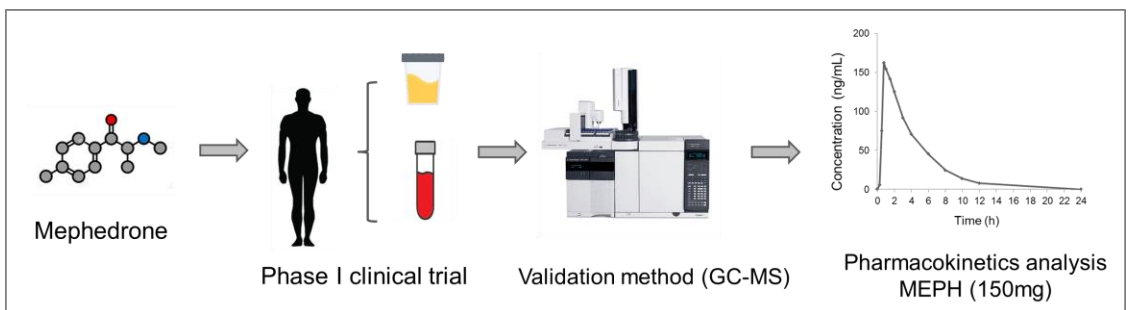 Mephedrone
Phase I clinical trial
Validation method (GC-MS)
Concentration (ng/mL)
200
150
100
50
0
0 2 4 6 8 10 12 14 16 18 20 22 24
Time (h)
Pharmacokinetics analysis
MEPH (150mg)